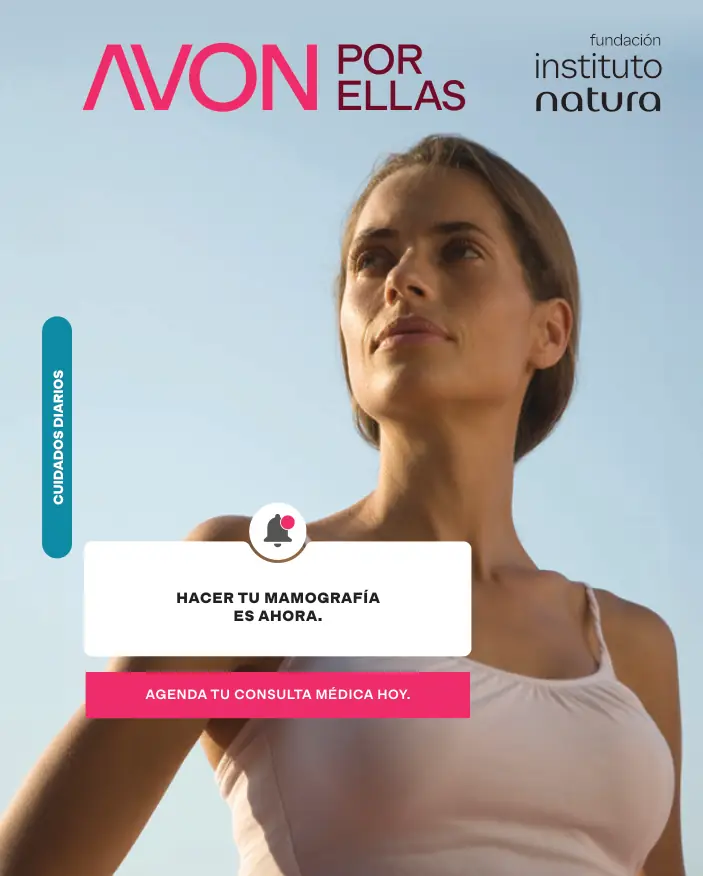 AVON
POR
ELLAS
fundación
instituto
natura
CUIDADOS DIARIOS
HACER TU MAMOGRAFÍA
ES AHORA.
AGENDA TU CONSULTA MÉDICA HOY.